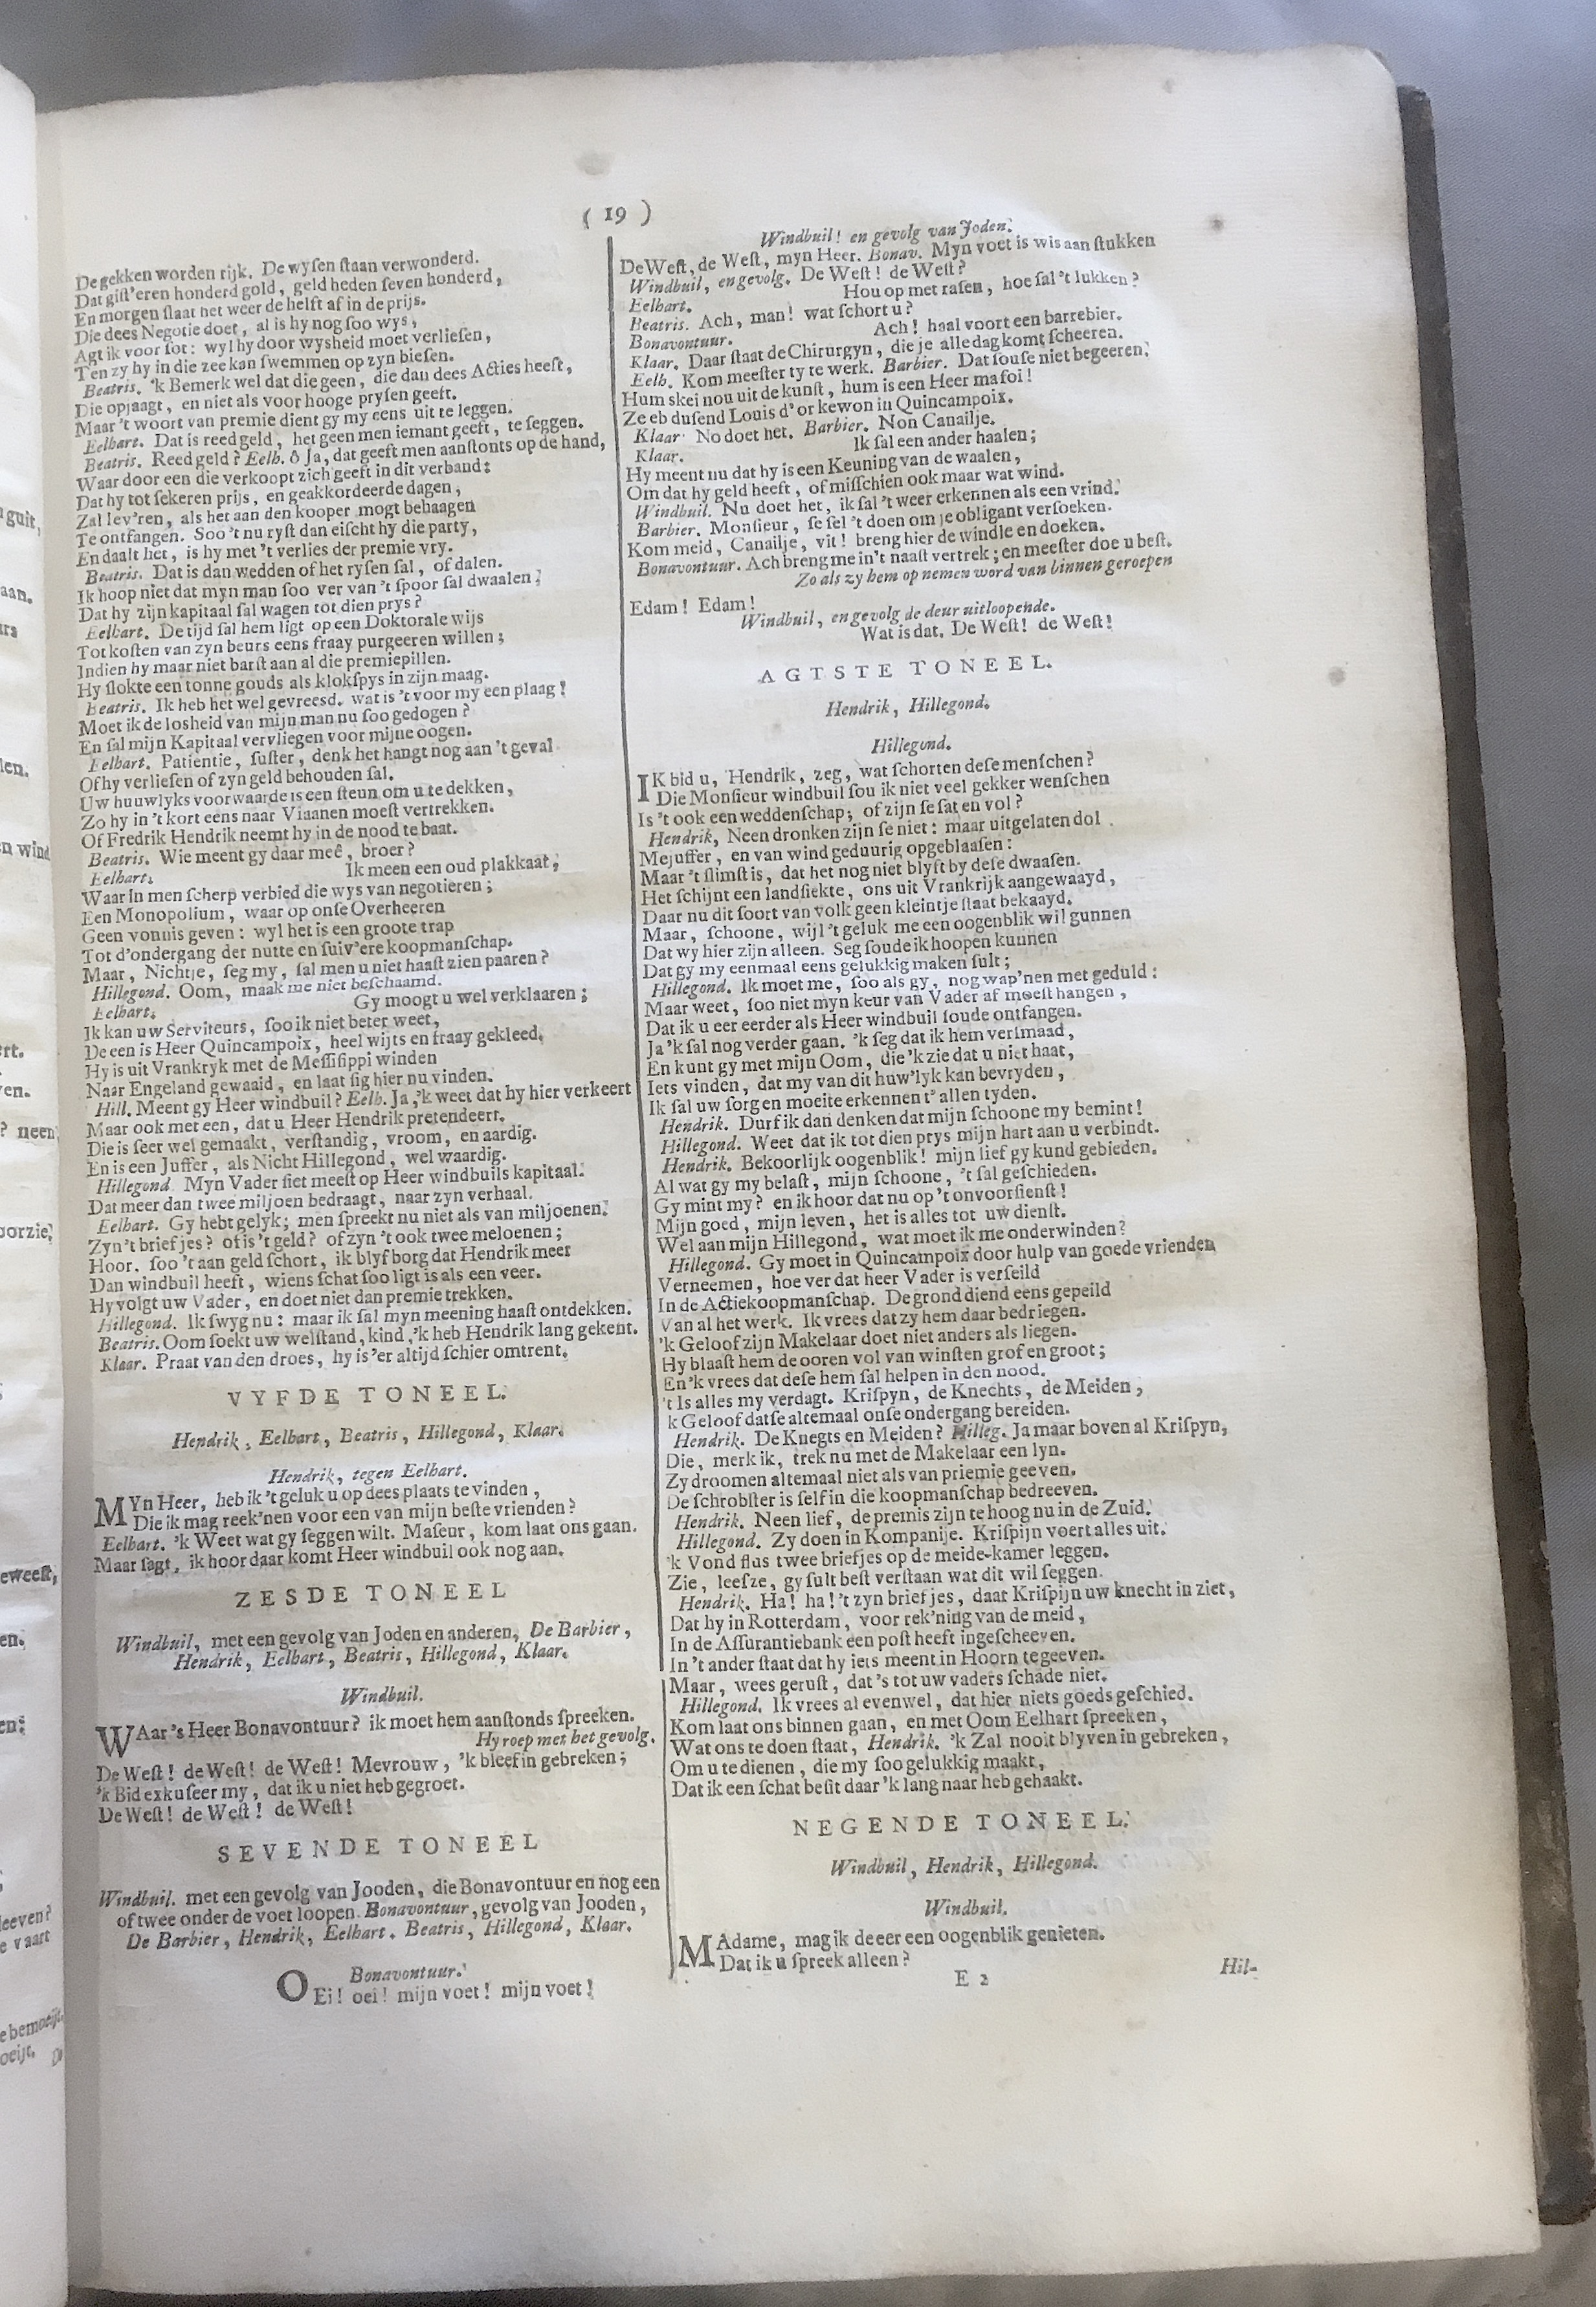 ( 19 )
De gekken worden rijk. De wyſen ſtaan verwonderd.
Dat giſt'eren honderd gold, geld heden ſeven honderd,
En morgen ſlaat het weer de helft af in de prijs.
Die dees Negotie doet, al is hy nog ſoo wys,
Agt ik voor ſot: wyl hy door wysheid moet verlieſen,
Ten zy hy in die zee kan ſwemmen op zyn bieſen.
Beatris. 'k Bemerk wel dat die geen, die dan dees Acties heeft,
Die opjaagt, en niet als voor hooge pryſen geeft.
Maar 't woort van premie dient gy my eens uit te leggen.
Eelhart. Dat is reed geld, het geen men iemant geeft, te ſeggen.
Beatris. Reed geld? Eelh. ô Ja, dat geeft men aanſtonts op de hand,
Waar door een die verkoopt zich geeft in dit verband:
Dat hy tot ſekeren prijs, en geakkordeerde dagen,
Zal lev'ren, als het aan den kooper mogt behaagen
Te ontfangen. Soo 't nu ryſt dan eiſcht hy die party,
En daalt het, is hy met 't verlies der premie vry.
Beatris. Dat is dan wedden of het ryſen ſal, of dalen.
Ik hoop niet dat myn man ſoo ver van 't ſpoor ſal dwaalen,
Dat hy zijn kapitaal ſal wagen tot dien prys?
Eelhart. De tijd ſal hem ligt op een Doktorale wijs
Tot koſten van zyn beurs eens fraay purgeeren willen;
Indien hy maar niet barſt aan al die premiepillen.
Hy ſlokte een tonne gouds als klokſpys in zijn maag.
Beatris. Ik heb het wel gevreesd. wat is 't voor my een plaag!
Moet ik de losheid van mijn man nu ſoo gedogen?
En ſal mijn Kapitaal vervliegen voor mijne oogen.
Eelhart. Patientie, ſuſter, denk het hangt nog aan 't geval
Of hy verlieſen of zyn geld behouden ſal.
Uw huuwlyks voorwaarde is een ſteun om u te dekken,
Zo hy in 't kort eens naar Viaanen moeſt vertrekken.
Of Fredrik Hendrik neemt hy in de nood te baat.
Beatris. Wie meent gy daar meê, broer?
Eelhart. Ik meen een oud plakkaat,
Waar in men ſcherp verbied die wys van negotieren;
Een Monopolium, waar op onſe Overheeren
Geen vonnis geven: wyl het is een groote trap
Tot d'ondergang der nutte en ſuiv'ere koopmanſchap.
Maar, Nichtje, ſeg my, ſal men u niet haaſt zien paaren?
Hillegond. Oom, maak me niet beſchaamd.
Eelhart. Gy moogt u wel verklaaren;
Ik kan uw Serviteurs, ſoo ik niet beter weet,
De een is Heer Quincampoix, heel wijts en fraay gekleed,
Hy is uit Vrankryk met de Meſſiſippi winden
Naar Engeland gewaaid, en laat ſig hier nu vinden.
Hill. Meent gy Heer windbuil? Eelh. Ja, 'k weet dat hy hier verkeert
Maar ook met een, dat u Heer Hendrik pretendeert.
Die is ſeer wel gemaakt, verſtandig, vroom, en aardig.
En is een Juffer, als Nicht Hillegond, wel waardig.
Hillegond Myn Vader ſiet meeſt op Heer windbuils kapitaal.
Dat meer dan twee miljoen bedraagt, naar zyn verhaal.
Eelhart. Gy hebt gelyk; men ſpreekt nu niet als van miljoenen.
Zyn 't briefjes? of is 't geld? of zyn 't ook twee meloenen;
Hoor. ſoo 't aan geld ſchort, ik blyf borg dat Hendrik meer
Dan windbuil heeft, wiens ſchat ſoo ligt is als een veer.
Hy volgt uw Vader, en doet niet dan premie trekken.
Hillegond. Ik ſwyg nu: maar ik ſal myn meening haaſt ontdekken.
Beatris. Oom ſoekt uw welſtand, kind, 'k heb Hendrik lang gekent.
Klaar. Praat van den droes, hy is 'er altijd ſchier omtrent.
VYFDE TONEEL.
Hendrik, Eelhart, Beatris, Hillegond, Klaar.
Hendrik, tegen Eelhart.
MYn Heer, heb ik 't geluk u op dees plaats te vinden,
Die ik mag reek'nen voor een van mijn beſte vrienden?
Eelhart. 'k Weet wat gy ſeggen wilt. Maſeur, kom laat ons gaan.
Maar ſagt, ik hoor daar komt Heer windbuil ook nog aan.
ZESDE TONEEL
Windbuil, met een gevolg van Joden en anderen, De Barbier,
Hendrik, Eelhart, Beatris, Hillegond, Klaar.
Windbuil.
WAar 's Heer Bonavontuur? ik moet hem aanſtonds ſpreeken.
Hy roep met het gevolg.
De Weſt! de Weſt! de Weſt! Mevrouw, 'k bleef in gebreken;
'k Bid exkuſeer my, dat ik u niet heb gegroet.
De Weſt! de Weſt! de Weſt!
SEVENDE TONEEL
Windbuil. met een gevolg van Jooden, die Bonavontuur en nog een
of twee onder de voet loopen. Bonavontuur, gevolg van Jooden,
De Barbier, Hendrik, Eelhart. Beatris, Hillegond, Klaar.
Bonavontuur.
OEi! oei! mijn voet! mijn voet!
Windbuil! en gevolg van Joden.
De Weſt, de Weſt, myn Heer. Bonav. Myn voet is wis aan ſtukken
Windbuil, en gevolg. De Weſt! de Weſt?
Eelhart. Hou op met raſen, hoe ſal 't lukken?
Beatris. Ach, man! wat ſchort u?
Bonavontuur. Ach! haal voort een barrebier.
Klaar. Daar ſtaat de Chirurgyn, die je alle dag komt ſcheeren.
Eelh. Kom meeſter ty te werk. Barbier. Dat ſouſe niet begeeren.
Hum skei nou uit de kunſt, hum is een Heer ma foi!
Ze eb duſend Louis d'or kewon in Quincampoix.
Klaar No doet het. Barbier. Non Canailje.
Klaar. Ik ſal een ander haalen;
Hy meent nu dat hy is een Keuning van de waalen,
Om dat hy geld heeft, of miſſchien ook maar wat wind.
Windbuil. Nu doet het, ik ſal 't weer erkennen als een vrind.
Barbier. Monſieur, ſe ſel 't doen om je obligant verſoeken.
Kom meid, Canailje, vit! breng hier de windle en doeken.
Bonavontuur. Ach breng me in 't naaſt vertrek; en meeſter doe u beſt.
Zo als zy hem op nemen word van binnen geroepen
Edam! Edam!
Windbuil, en gevolg de deur uitloopende.
Wat is dat. De Weſt! de Weſt!
AGTSTE TONEEL.
Hendrik, Hillegond.
Hillegond.
IK bid u, Hendrik, zeg, wat ſchorten deſe menſchen?
Die Monſieur windbuil ſou ik niet veel gekker wenſchen
Is 't ook een weddenſchap; of zijn ſe ſat en vol?
Hendrik, Neen dronken zijn ſe niet: maar uitgelaten dol
Mejuffer, en van wind geduurig opgeblaaſen:
Maar 't ſlimſt is, dat het nog niet blyft by deſe dwaaſen.
Het ſchijnt een landſiekte, ons uit Vrankrijk aangewaayd,
Daar nu dit ſoort van volk geen kleintje ſtaat bekaayd.
Maar, ſchoone, wijl 't geluk me een oogenblik wil gunnen
Dat wy hier zijn alleen. Seg ſoude ik hoopen kunnen
Dat gy my eenmaal eens gelukkig maken ſult;
Hillegond. Ik moet me, ſoo als gy, nog wap'nen met geduld:
Maar weet, ſoo niet myn keur van Vader af moeſt hangen,
Dat ik u eer eerder als Heer windbuil ſoude ontfangen.
Ja 'k ſal nog verder gaan. 'k ſeg dat ik hem verſmaad,
En kunt gy met mijn Oom, die 'k zie dat u niet haat,
Iets vinden, dat my van dit huw'lyk kan bevryden,
Ik ſal uw ſorg en moeite erkennen t' allen tyden.
Hendrik. Durf ik dan denken dat mijn ſchoone my bemint!
Hillegond. Weet dat ik tot dien prys mijn hart aan u verbindt.
Hendrik. Bekoorlijk oogenblik! mijn lief gy kund gebieden.
Al wat gy my belaſt, mijn ſchoone, 't ſal geſchieden.
Gy mint my? en ik hoor dat nu op 't onvoorſienſt!
Mijn goed, mijn leven, het is alles tot uw dienſt.
Wel aan mijn Hillegond, wat moet ik me onderwinden?
Hillegond. Gy moet in Quincampoix door hulp van goede vrienden
Verneemen, hoe ver dat heer Vader is verſeild
In de Actiekoopmanſchap. De grond diend eens gepeild
Van al het werk. Ik vrees dat zy hem daar bedriegen.
'k Geloof zijn Makelaar doet niet anders als liegen.
Hy blaaſt hem de ooren vol van winſten grof en groot;
En 'k vrees dat deſe hem ſal helpen in den nood.
't Is alles my verdagt. Kriſpyn, de Knechts, de Meiden,
k Geloof datſe altemaal onſe ondergang bereiden.
Hendrik. De Knegts en Meiden? Hilleg. Ja maar boven al Kriſpyn,
Die, merk ik, trek nu met de Makelaar een lyn.
Zy droomen altemaal niet als van priemie geeven.
De ſchrobſter is ſelf in die koopmanſchap bedreeven.
Hendrik. Neen lief, de premis zijn te hoog nu in de Zuid.
Hillegond. Zy doen in Kompanije. Kriſpijn voert alles uit.
'k Vond flus twee briefjes op de meide-kamer leggen.
Zie, leeſze, gy ſult beſt verſtaan wat dit wil ſeggen.
Hendrik. Ha! ha! 't zyn briefjes, daar Kriſpijn uw knecht in ziet,
Dat hy in Rotterdam, voor rek'ning van de meid,
In de Aſſurantiebank een poſt heeft ingeſcheeven.
In 't ander ſtaat dat hy iets meent in Hoorn te geeven.
Maar, wees geruſt, dat 's tot uw vaders ſchade niet.
Hillegond. Ik vrees al evenwel, dat hier niets goeds geſchied.
Kom laat ons binnen gaan, en met Oom Eelhart ſpreeken,
Wat ons te doen ſtaat, Hendrik. 'k Zal nooit blyven in gebreken,
Om u te dienen, die my ſoo gelukkig maakt,
Dat ik een ſchat beſit daar 'k lang naar heb gehaakt.
NEGENDE TONEEL.
Windbuil, Hendrik, Hillegond.
Windbuil.
MAdame, mag ik de eer een oogenblik genieten.
Dat ik u ſpreek alleen?
E 2
Hil-